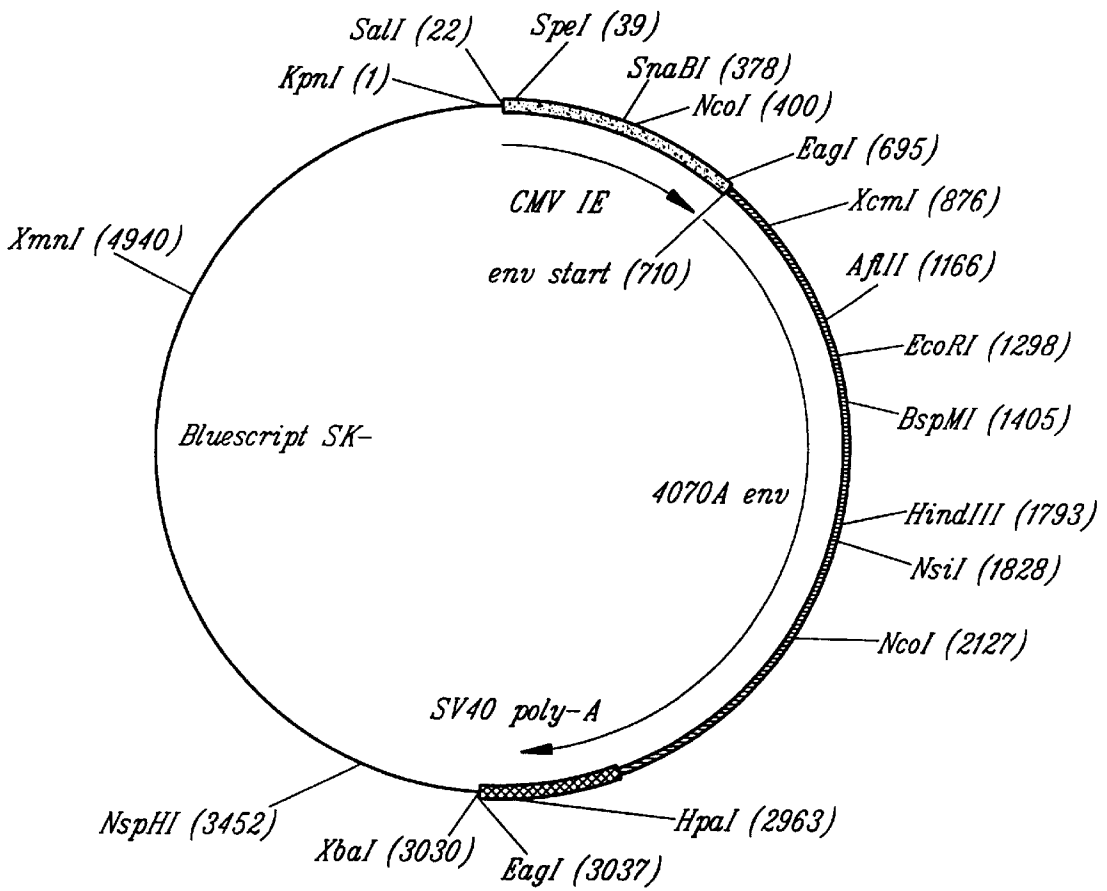 SalI (22)
SpeI (39)
KpnI (1)
SnaBI (378)
NcoI (400)
EagI (695)
XcmI (876)
CMV IE
XmnI (4940)
env start (710)
AflII (1166)
EcoRI (1298)
BspMI (1405)
Bluescript SK-
4070A env
HindIII (1793)
NsiI (1828)
NcoI (2127)
SV40 poly-A
NspHI (3452)
HpaI (2963)
XbaI (3030)
EagI (3037)